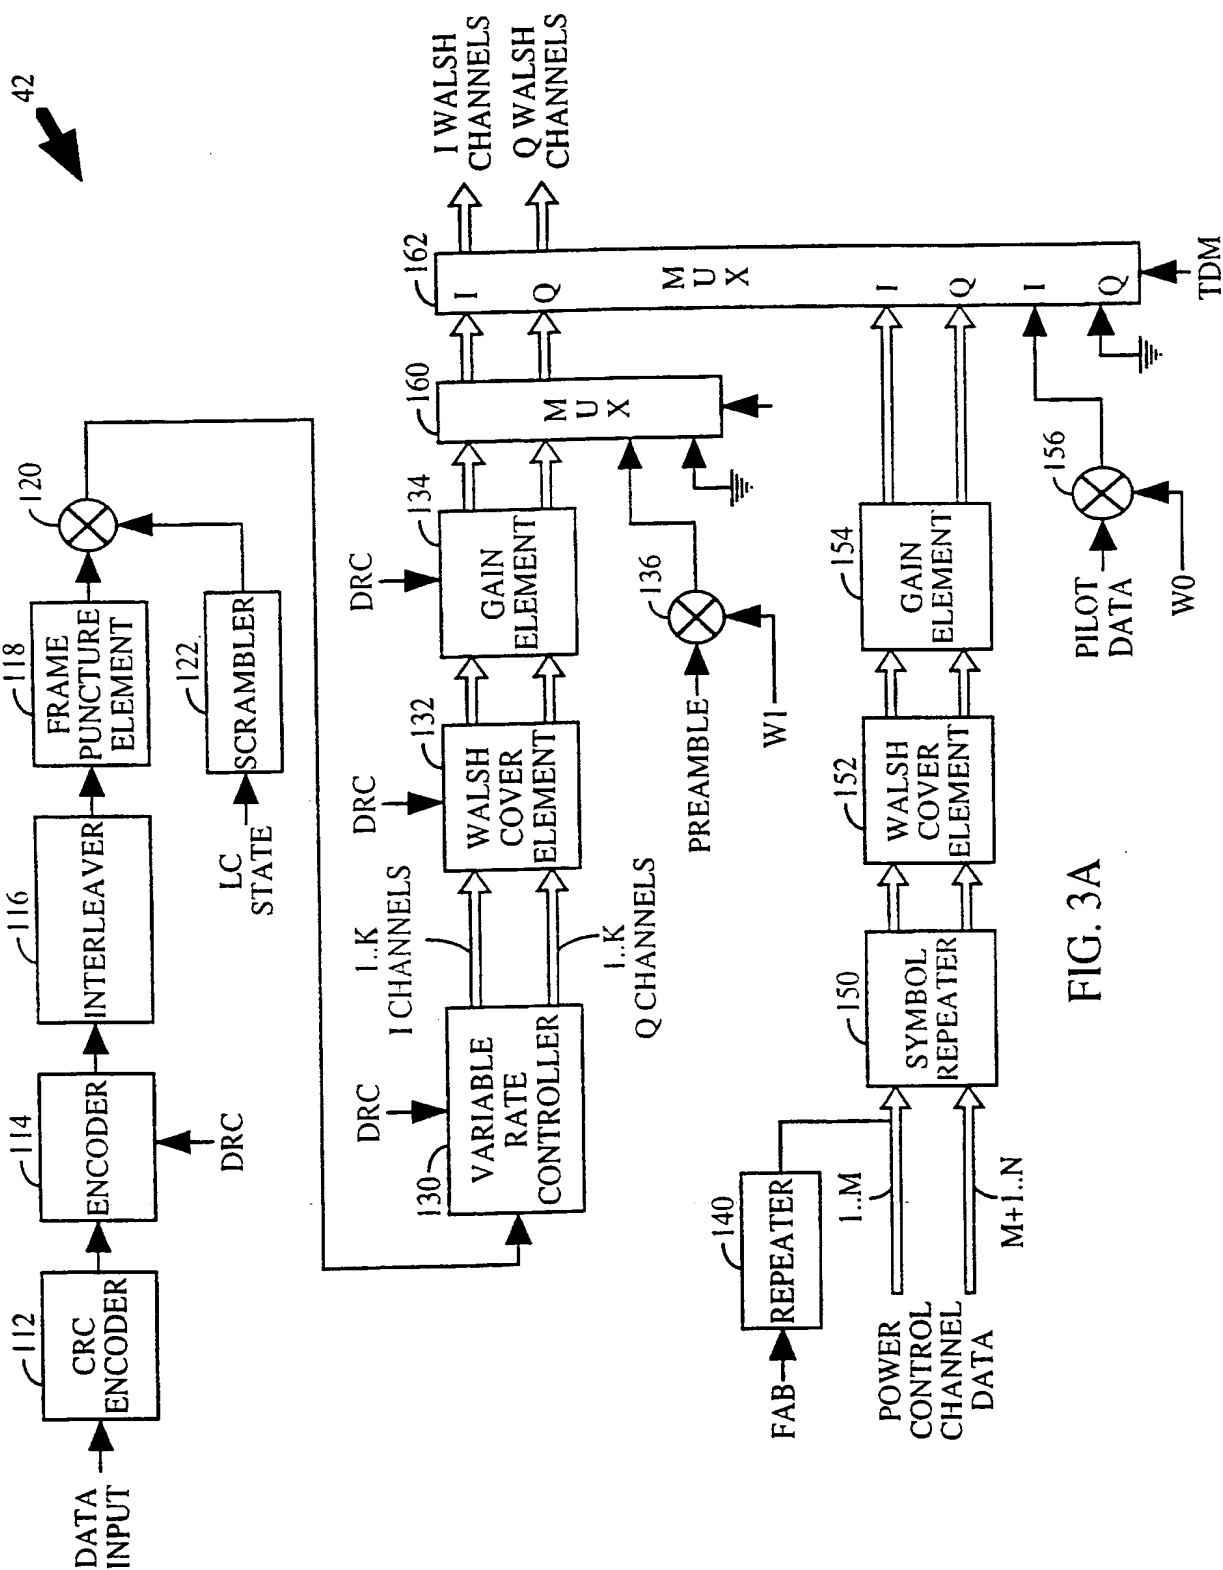 42
DATA
INPUT
112
CRC
ENCODER
114
ENCODER
DRC
116
INTERLEAVER
118
FRAME
PUNCTURE
ELEMENT
120
122
SCRAMBLER
LC
STATE
DRC
130
VARIABLE
RATE
CONTROLLER
1..K
I CHANNELS
1..K
Q CHANNELS
DRC
132
WALSH
COVER
ELEMENT
DRC
134
GAIN
ELEMENT
PREAMBLE
136
W1
160
MUX
162
I
Q
MUX
I
Q
I
Q
TDM
I WALSH
CHANNELS
Q WALSH
CHANNELS
FAB
140
REPEATER
POWER
CONTROL
CHANNEL
DATA
1..M
M+1..N
150
SYMBOL
REPEATER
152
WALSH
COVER
ELEMENT
154
GAIN
ELEMENT
PILOT
DATA
156
W0
FIG. 3A